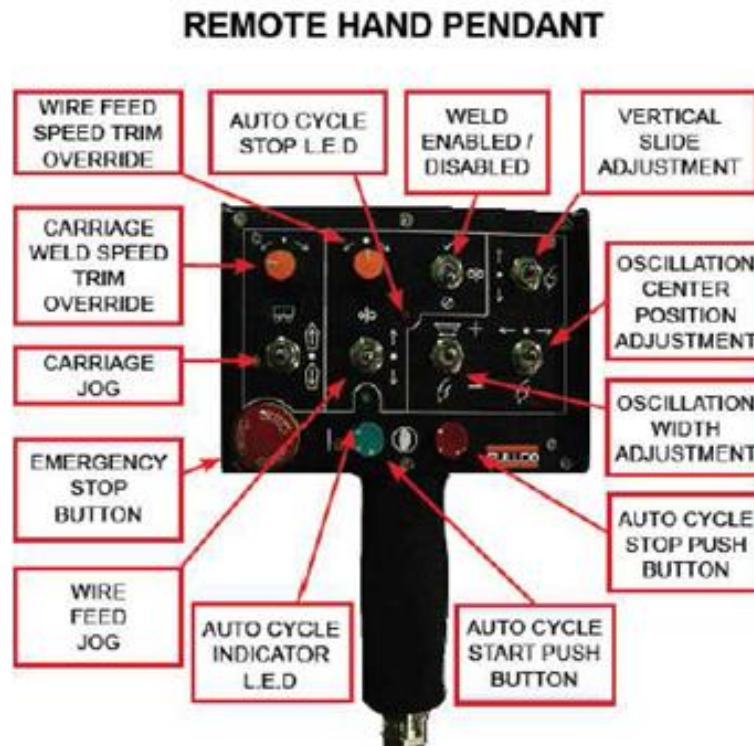 REMOTE HAND PENDANT
WIRE FEED
SPEED TRIM
OVERRIDE
AUTO CYCLE
STOP L.E.D
WELD
ENABLED /
DISABLED
VERTICAL
SLIDE
ADJUSTMENT
CARRIAGE
WELD SPEED
TRIM
OVERRIDE
OSCILLATION
CENTER
POSITION
ADJUSTMENT
CARRIAGE
JOG
OSCILLATION
WIDTH
ADJUSTMENT
EMERGENCY
STOP
BUTTON
AUTO CYCLE
STOP PUSH
BUTTON
WIRE
FEED
JOG
AUTO CYCLE
INDICATOR
L.E.D
AUTO CYCLE
START PUSH
BUTTON